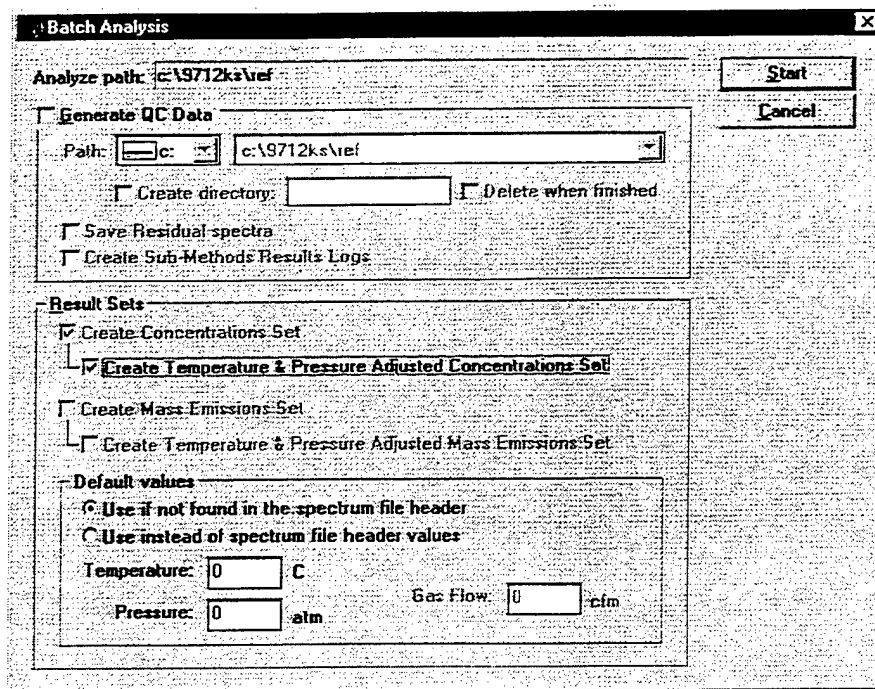 Batch Analysis
Analyze path: c:\9712ks\ref
Start
Cancel
Generate QC Data
Path: c: c:\9712ks\ref
Create directory: Delete when finished
Save Residual spectra
Create Sub-Methods Results Logs
Result Sets
Create Concentrations Set
Create Temperature & Pressure Adjusted Concentrations Set
Create Mass Emissions Set
Create Temperature & Pressure Adjusted Mass Emissions Set
Default values
Use if not found in the spectrum file header
Use instead of spectrum file header values
Temperature: 0 C
Gas Flow: 0 cfm
Pressure: 0 atm